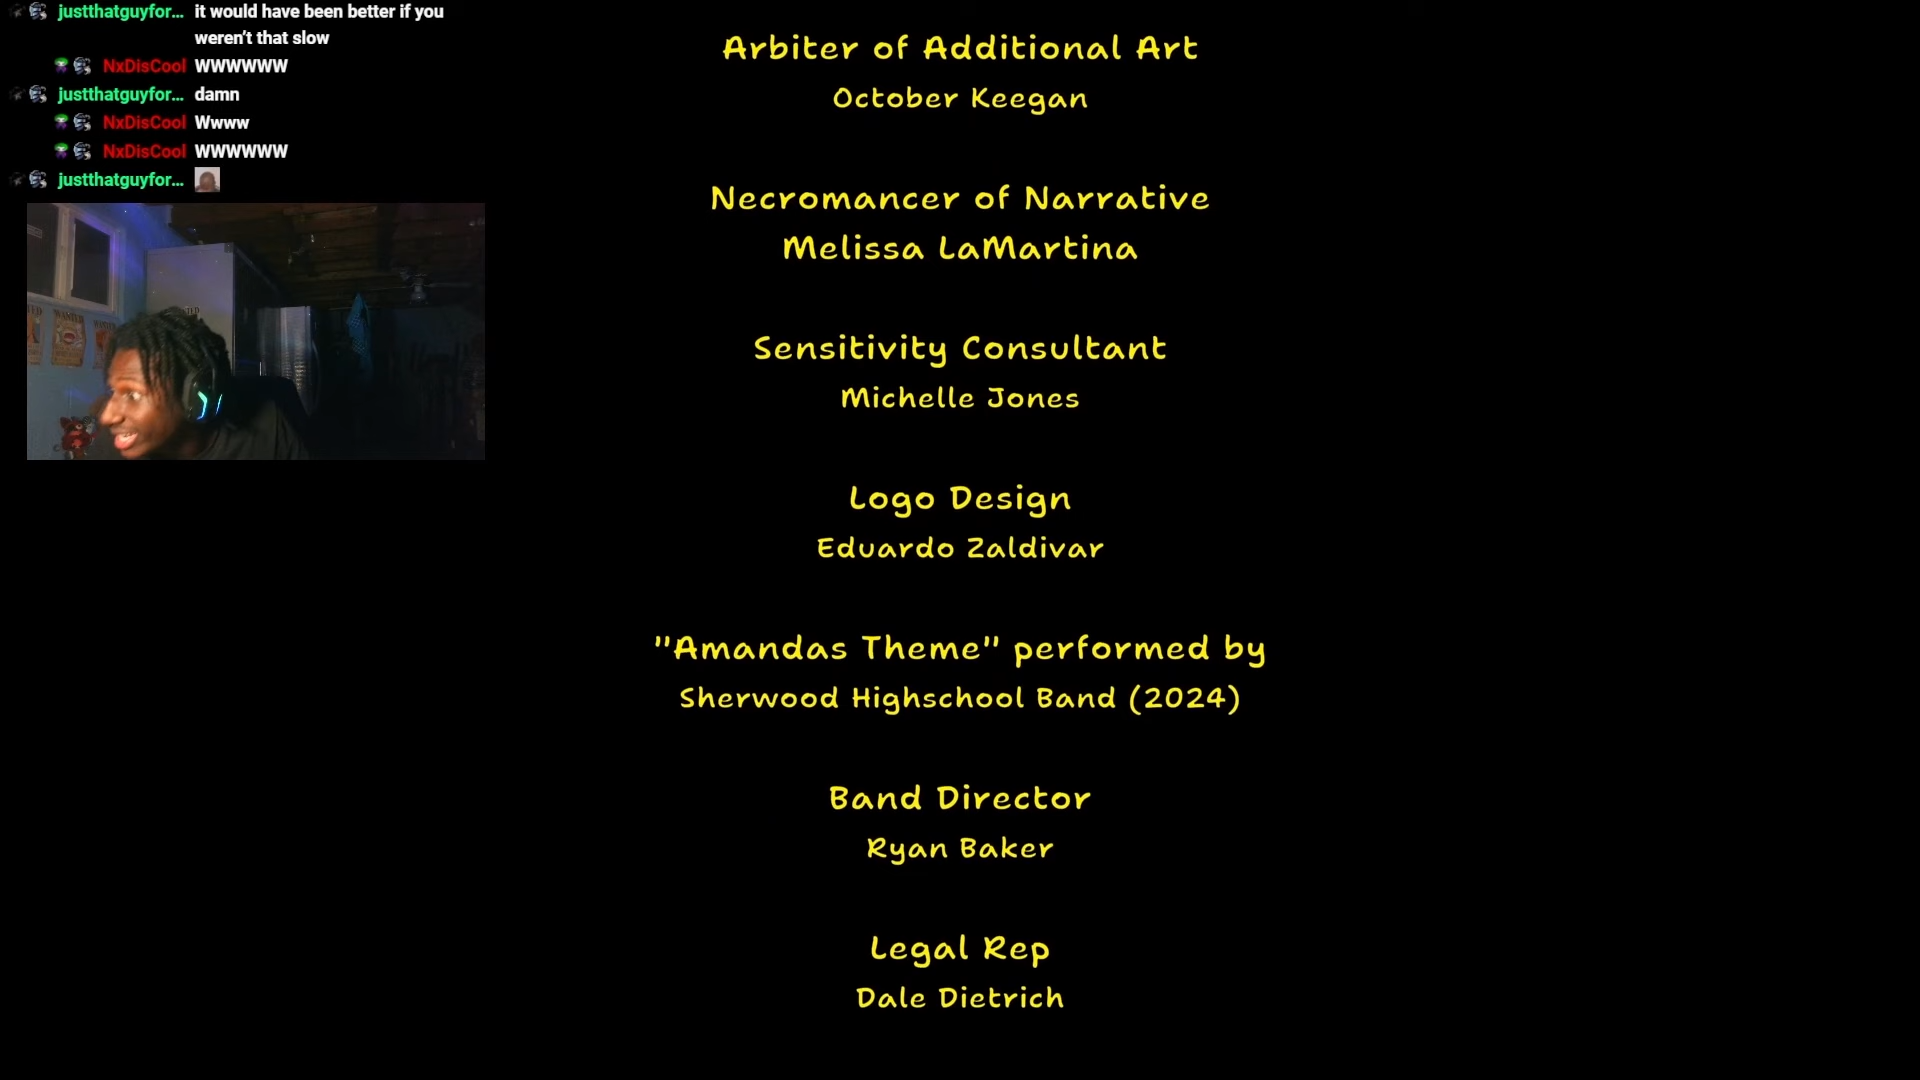 justthatguyfor... it would have been better if you
weren't that slow
NxDisCool WWWWWW
justthatguyfor... damn
NxDisCool Wwww
NxDisCool WWWWWW
justthatguyfor...
WANTED
Arbiter of Additional Art
October Keegan
Necromancer of Narrative
Melissa LaMartina
Sensitivity Consultant
Michelle Jones
Logo Design
Eduardo Zaldivar
"Amandas Theme" performed by
Sherwood Highschool Band (2024)
Band Director
Ryan Baker
Legal Rep
Dale Dietrich